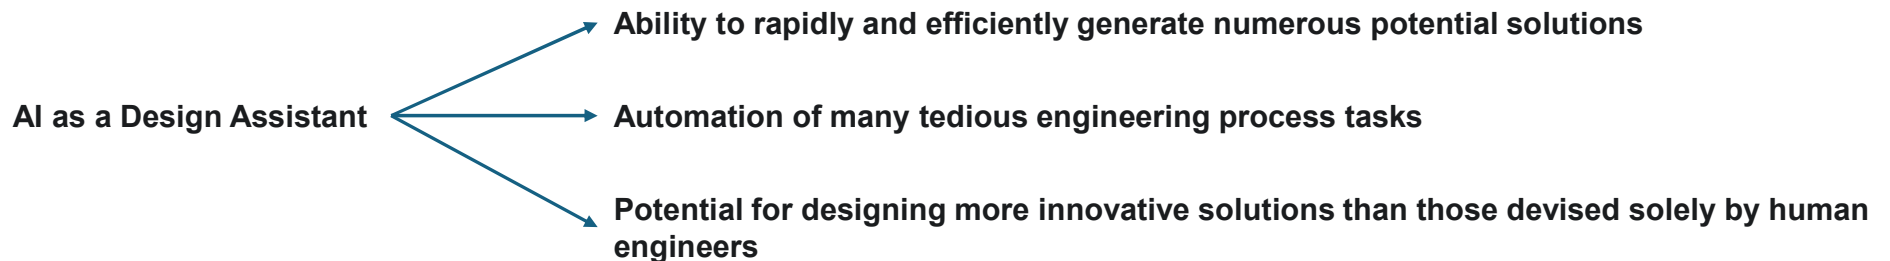 Ability to rapidly and efficiently generate numerous potential solutions
AI as a Design Assistant
Automation of many tedious engineering process tasks
Potential for designing more innovative solutions than those devised solely by human
engineers